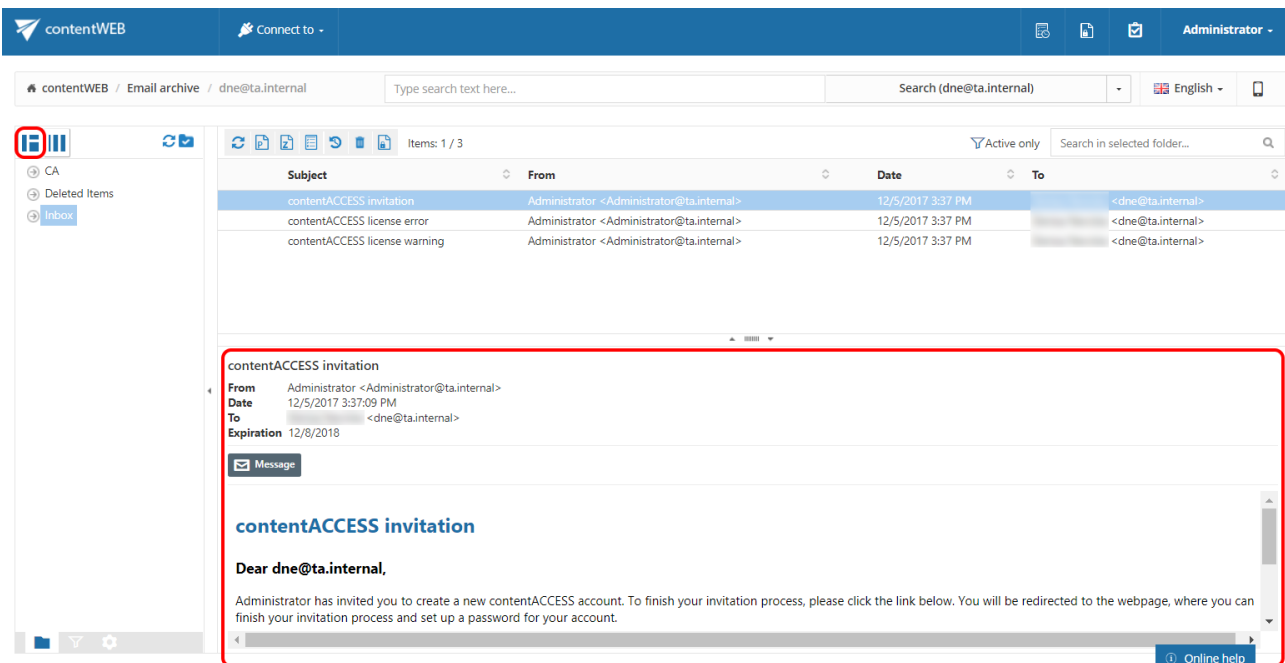 contentWEB Connect to Administrator
contentWEB / Email archive / dne@ta.internal Type search text here... Search (dne@ta.internal) English
Items: 1 / 3 Active only Search in selected folder...
CA
Deleted Items
Inbox
Subject From Date To
contentACCESS invitation Administrator <Administrator@ta.internal> 12/5/2017 3:37 PM <dne@ta.internal>
contentACCESS license error Administrator <Administrator@ta.internal> 12/5/2017 3:37 PM <dne@ta.internal>
contentACCESS license warning Administrator <Administrator@ta.internal> 12/5/2017 3:37 PM <dne@ta.internal>
contentACCESS invitation
From Administrator <Administrator@ta.internal>
Date 12/5/2017 3:37:09 PM
To <dne@ta.internal>
Expiration 12/8/2018
Message
contentACCESS invitation
Dear dne@ta.internal,
Administrator has invited you to create a new contentACCESS account. To finish your invitation process, please click the link below. You will be redirected to the webpage, where you can
finish your invitation process and set up a password for your account.
Online help